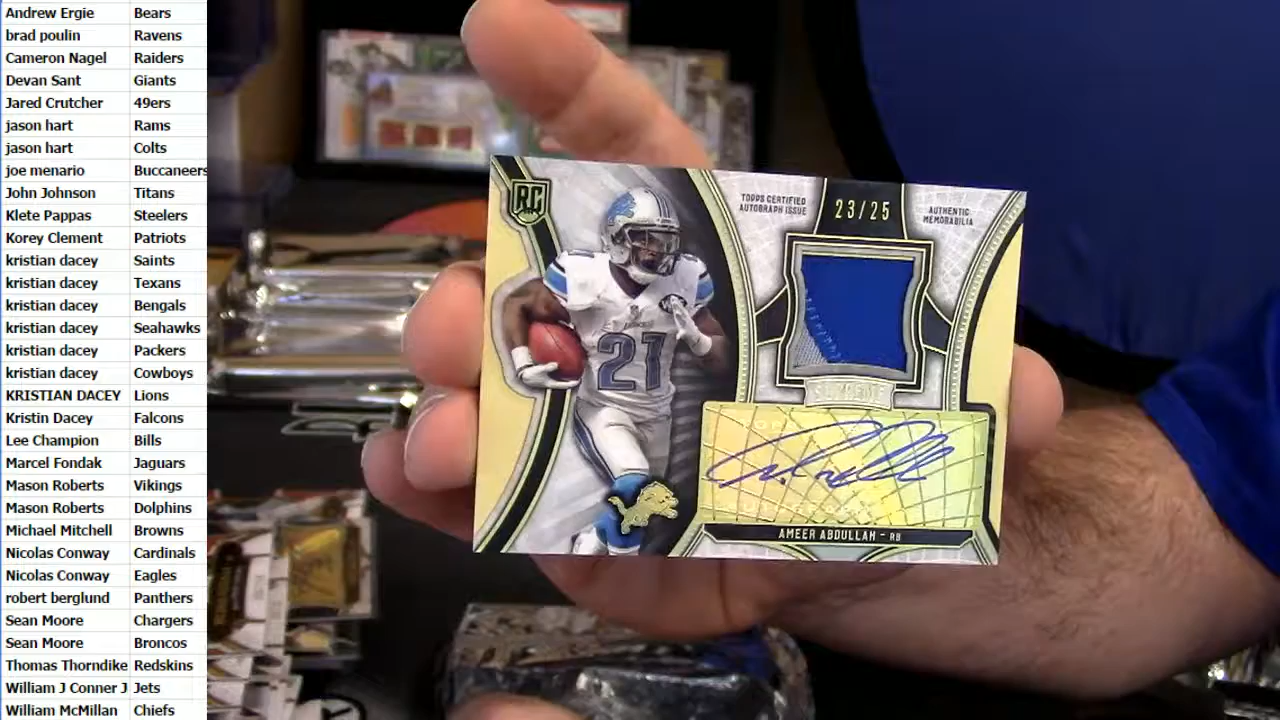 Andrew Ergie Bears
brad poulin Ravens
Cameron Nagel Raiders
Devan Sant Giants
Jared Crutcher 49ers
jason hart Rams
jason hart Colts
joe menario Buccaneers
John Johnson Titans
Klete Pappas Steelers
Korey Clement Patriots
kristian dacey Saints
kristian dacey Texans
kristian dacey Bengals
kristian dacey Seahawks
kristian dacey Packers
kristian dacey Cowboys
KRISTIAN DACEY Lions
Kristin Dacey Falcons
Lee Champion Bills
Marcel Fondak Jaguars
Mason Roberts Vikings
Mason Roberts Dolphins
Michael Mitchell Browns
Nicolas Conway Cardinals
Nicolas Conway Eagles
robert berglund Panthers
Sean Moore Chargers
Sean Moore Broncos
Thomas Thorndike Redskins
William J Conner J Jets
William McMillan Chiefs
RC
TOPPS CERTIFIED
AUTOGRAPH ISSUE
23/25
AUTHENTIC
MEMORABILIA
21
SUPREME
AMEER ABDULLAH - RB